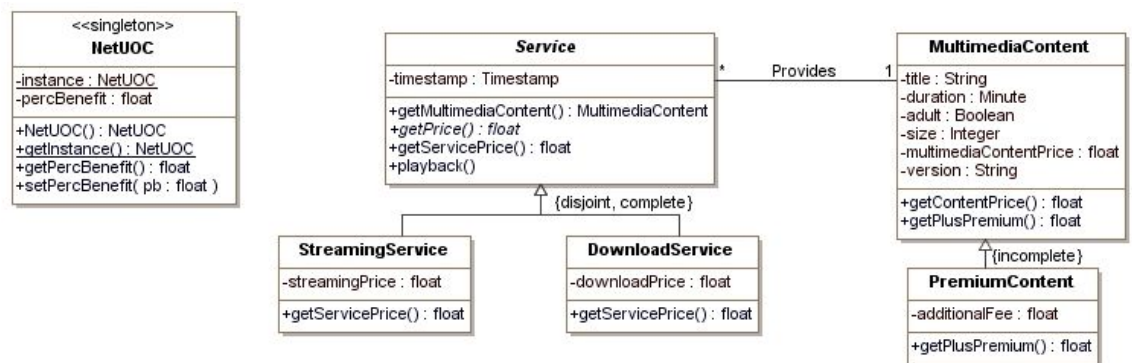 <<singleton>>
NetUOC
-instance : NetUOC
-percBenefit : float
+NetUOC() : NetUOC
+getInstance() : NetUOC
+getPercBenefit() : float
+setPercBenefit( pb : float )
Service
-timestamp : Timestamp
+getMultimediaContent() : MultimediaContent
+getPrice() : float
+getServicePrice() : float
+playback()
* Provides 1
MultimediaContent
-title : String
-duration : Minute
-adult : Boolean
-size : Integer
-multimediaContentPrice : float
-version : String
+getContentPrice() : float
+getPlusPremium() : float
{disjoint, complete}
StreamingService
-streamingPrice : float
+getServicePrice() : float
DownloadService
-downloadPrice : float
+getServicePrice() : float
{incomplete}
PremiumContent
-additionalFee : float
+getPlusPremium() : float